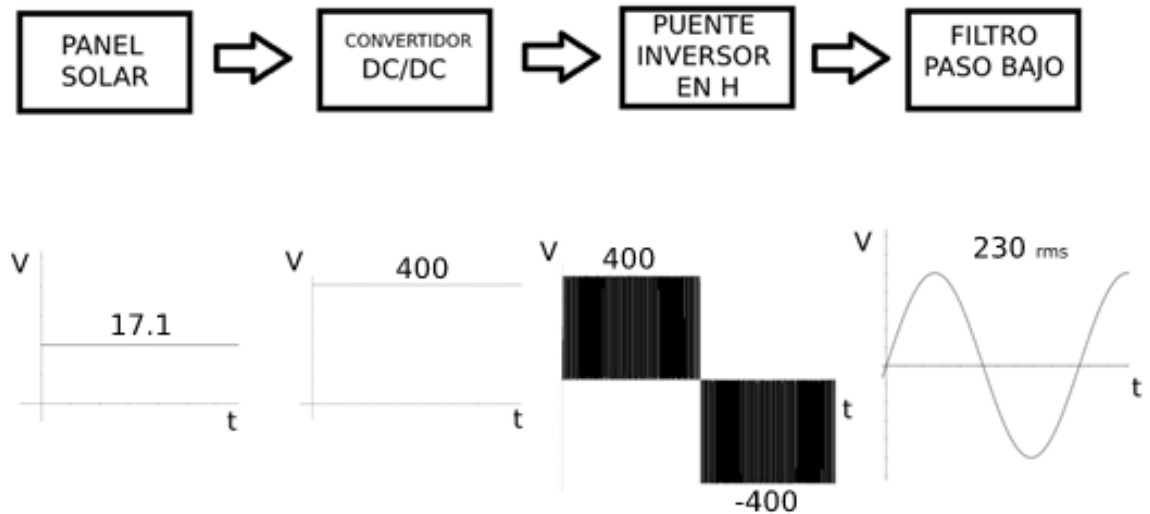 PANEL
SOLAR
CONVERTIDOR
DC/DC
PUENTE
INVERSOR
EN H
FILTRO
PASO BAJO
V
17.1
t
V
400
t
V
400
t
-400
V
230 rms
t